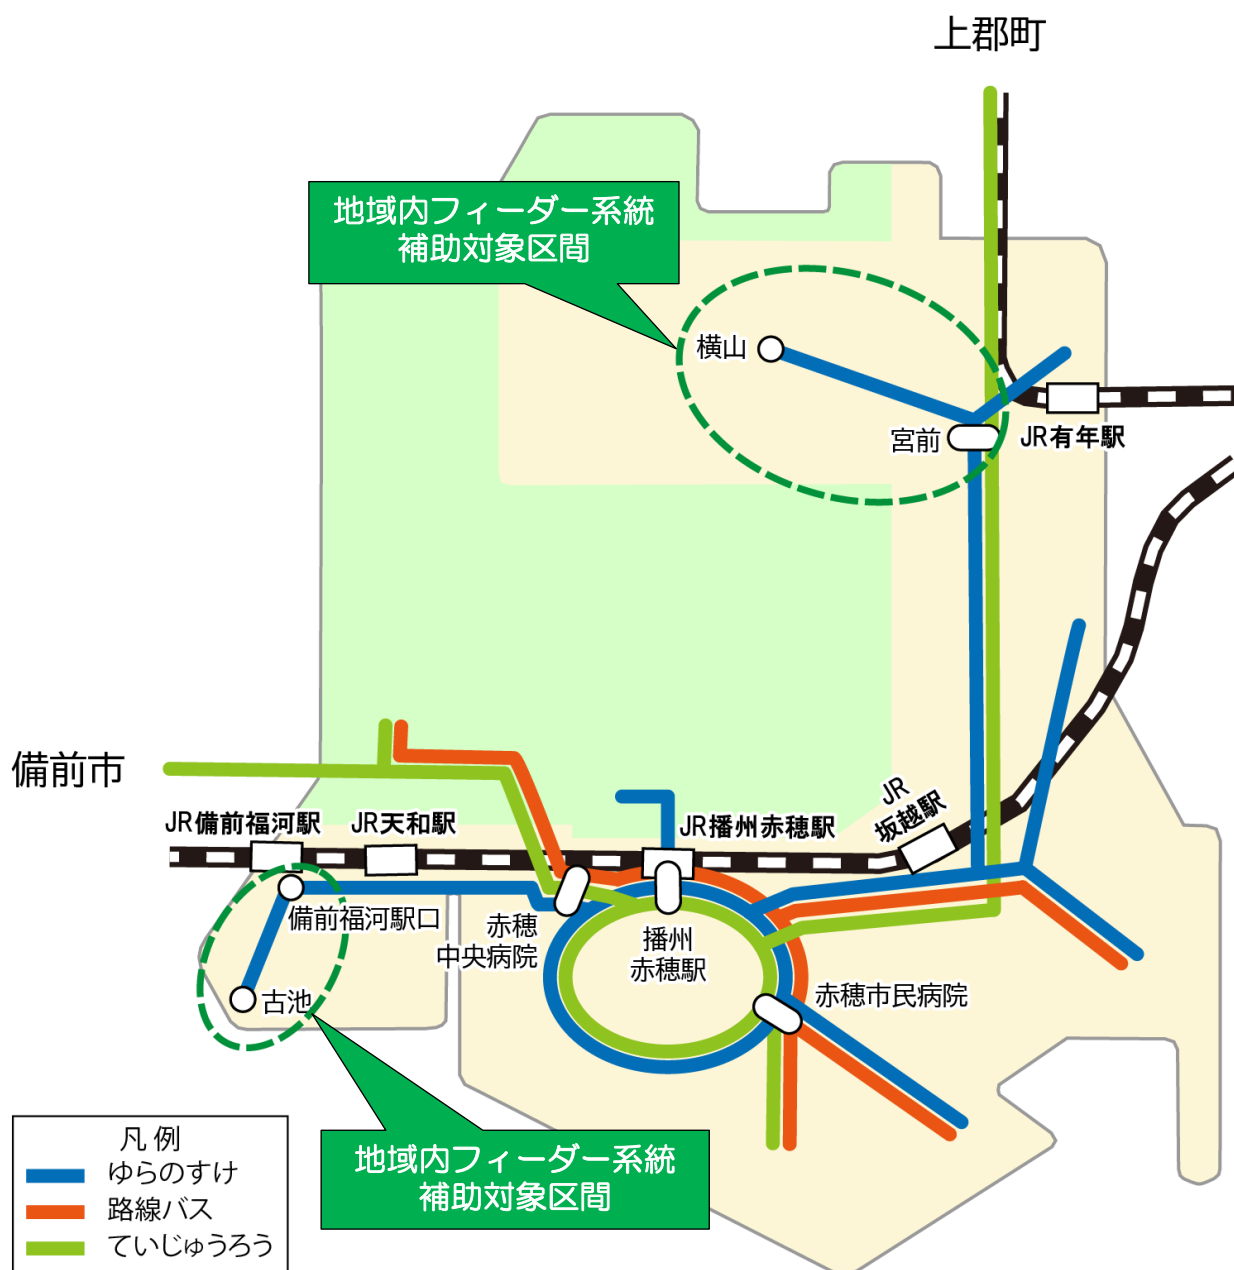 上郡町
地域内フィーダー系統
補助対象区間
横山
宮前
JR有年駅
備前市
JR備前福河駅
JR天和駅
JR播州赤穂駅
JR
坂越駅
備前福河駅口
古池
赤穂
中央病院
播州
赤穂駅
赤穂市民病院
地域内フィーダー系統
補助対象区間
凡例
ゆらのすけ
路線バス
ていじゅうろう